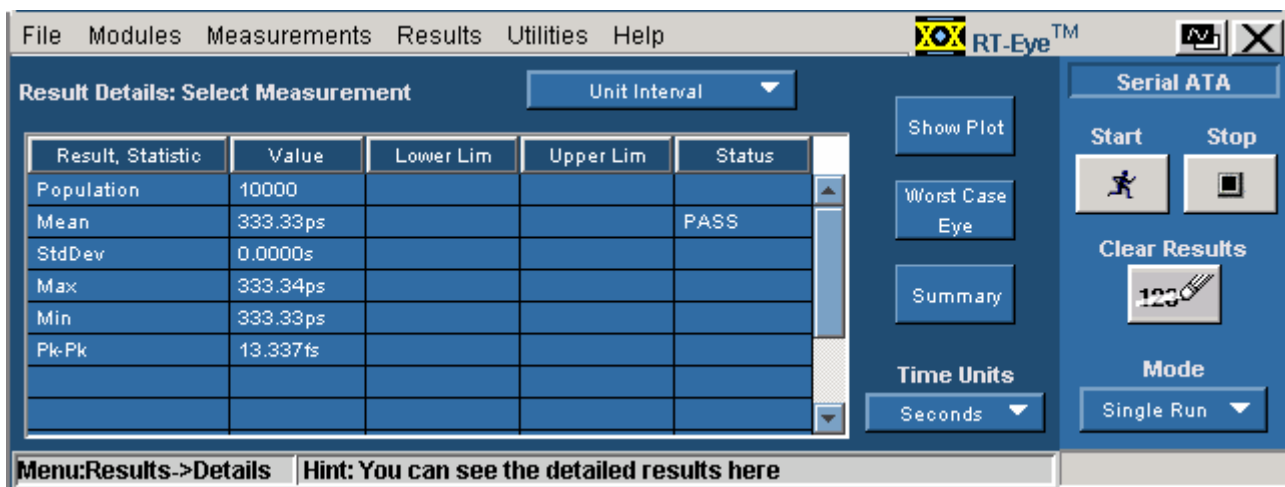 File Modules Measurements Results Utilities Help RT-Eye™
Result Details: Select Measurement Unit Interval
Serial ATA
Result, Statistic Value Lower Lim Upper Lim Status
Population 10000
Mean 333.33ps PASS
StdDev 0.0000s
Max 333.34ps
Min 333.33ps
Pk-Pk 13.337fs
Show Plot
Worst Case
Eye
Summary
Time Units
Seconds
Start Stop
Clear Results
123
Mode
Single Run
Menu:Results->Details Hint: You can see the detailed results here